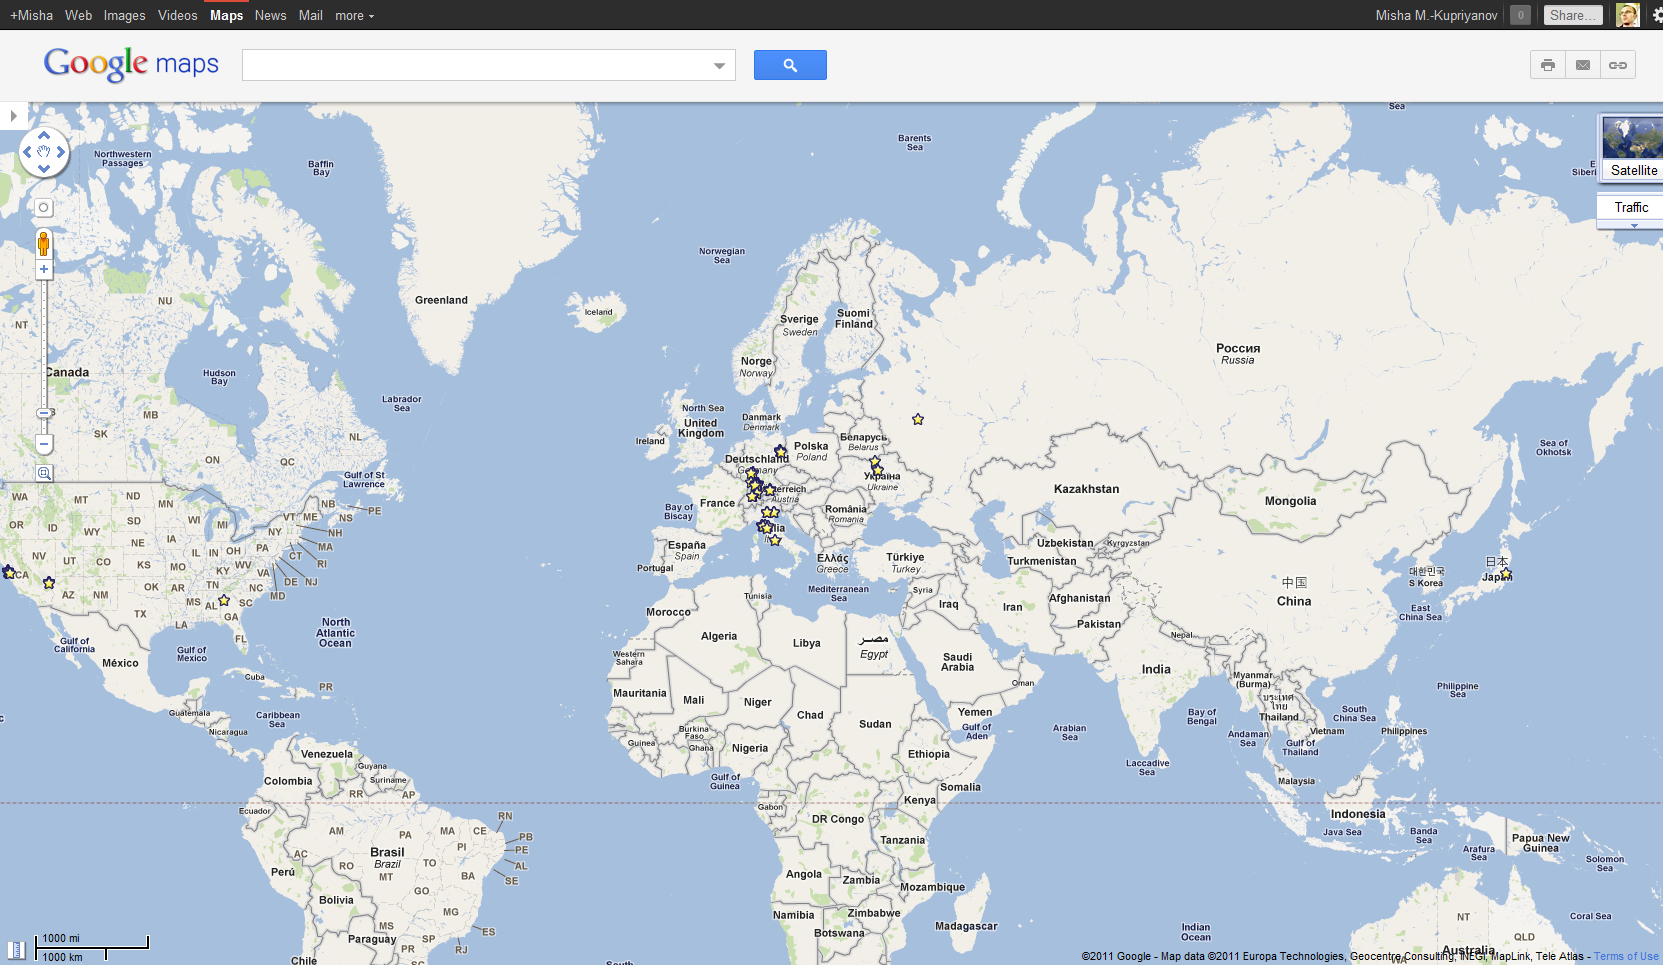 +Misha Web Images Videos Maps News Mail more
Misha M.-Kupriyanov 0 Share...
Google maps
Sea
Barents
Sea
Northwestern
Passages
Baffin
Bay
Satellite
Traffic
Norwegian
Sea
NU
NT
Greenland
Iceland
Sverige
Sweden
Suomi
Finland
Norge
Norway
Россия
Russia
Canada
Hudson
Bay
Labrador
Sea
MB
SK
NL
ON
QC
Gulf of St
Lawrence
North Sea
United
Kingdom
Ireland
Danmark
Denmark
Polska
Poland
Беларусь
Belarus
Deutschland
Germany
Україна
Ukraine
Sea of
Okhotsk
Kazakhstan
Mongolia
Austria
France
Bay of
Biscay
România
Romania
WA
MT
ND
MN
NB
PE
NS
OR
ID
SD
WI
MI
VT
ME
NH
WY
NE
IA
NY
MA
NV
UT
CO
KS
IL
IN
OH
PA
CT
RI
MO
KY
WV
VA
NJ
DE
MD
CA
AZ
NM
OK
AR
TN
NC
SC
MS
AL
GA
TX
LA
FL
España
Spain
Portugal
Ελλάς
Greece
Türkiye
Turkey
Uzbekistan
Kyrgyzstan
Turkmenistan
日本
Japan
대한민국
S Korea
中国
China
East
China Sea
Mediterranean
Sea
Tunisia
Syria
Iraq
Iran
Afghanistan
Pakistan
Nepal
Morocco
Algeria
Libya
مصر
Egypt
Saudi
Arabia
Oman
India
Myanmar
(Burma)
North
Atlantic
Ocean
Gulf of
California
Gulf of
Mexico
México
Cuba
PR
Western
Sahara
Mauritania
Mali
Niger
Chad
Sudan
Yemen
Gulf of
Aden
Arabian
Sea
Bay of
Bengal
ประเทศ
ไทย
Thailand
Vietnam
South
China Sea
Philippine
Sea
Philippines
Guatemala
Nicaragua
Caribbean
Sea
Burkina
Faso
Guinea
Ghana
Nigeria
Ethiopia
Andaman
Sea
Gulf of
Thailand
Laccadive
Sea
Venezuela
Guyana
Suriname
Colombia
Gulf of
Guinea
Somalia
Malaysia
RR
AP
Ecuador
Gabon
Kenya
DR Congo
Indonesia
Java Sea
Banda
Sea
Papua New
Guinea
Arafura
Sea
Solomon
Sea
RN
AM
PA
MA
CE
PB
PI
PE
AC
Brasil
Brazil
TO
AL
RO
MT
BA
SE
Perú
GO
Tanzania
Angola
Zambia
Mozambique
Bolivia
MG
ES
MS
SP
RJ
PR
Paraguay
Namibia
Zimbabwe
Botswana
Madagascar
Indian
Ocean
NT
QLD
WA
Australia
Coral Sea
Chile
South
1000 mi
1000 km
©2011 Google - Map data ©2011 Europa Technologies, Geocentre Consulting, INEGI, MapLink, Tele Atlas - Terms of Use